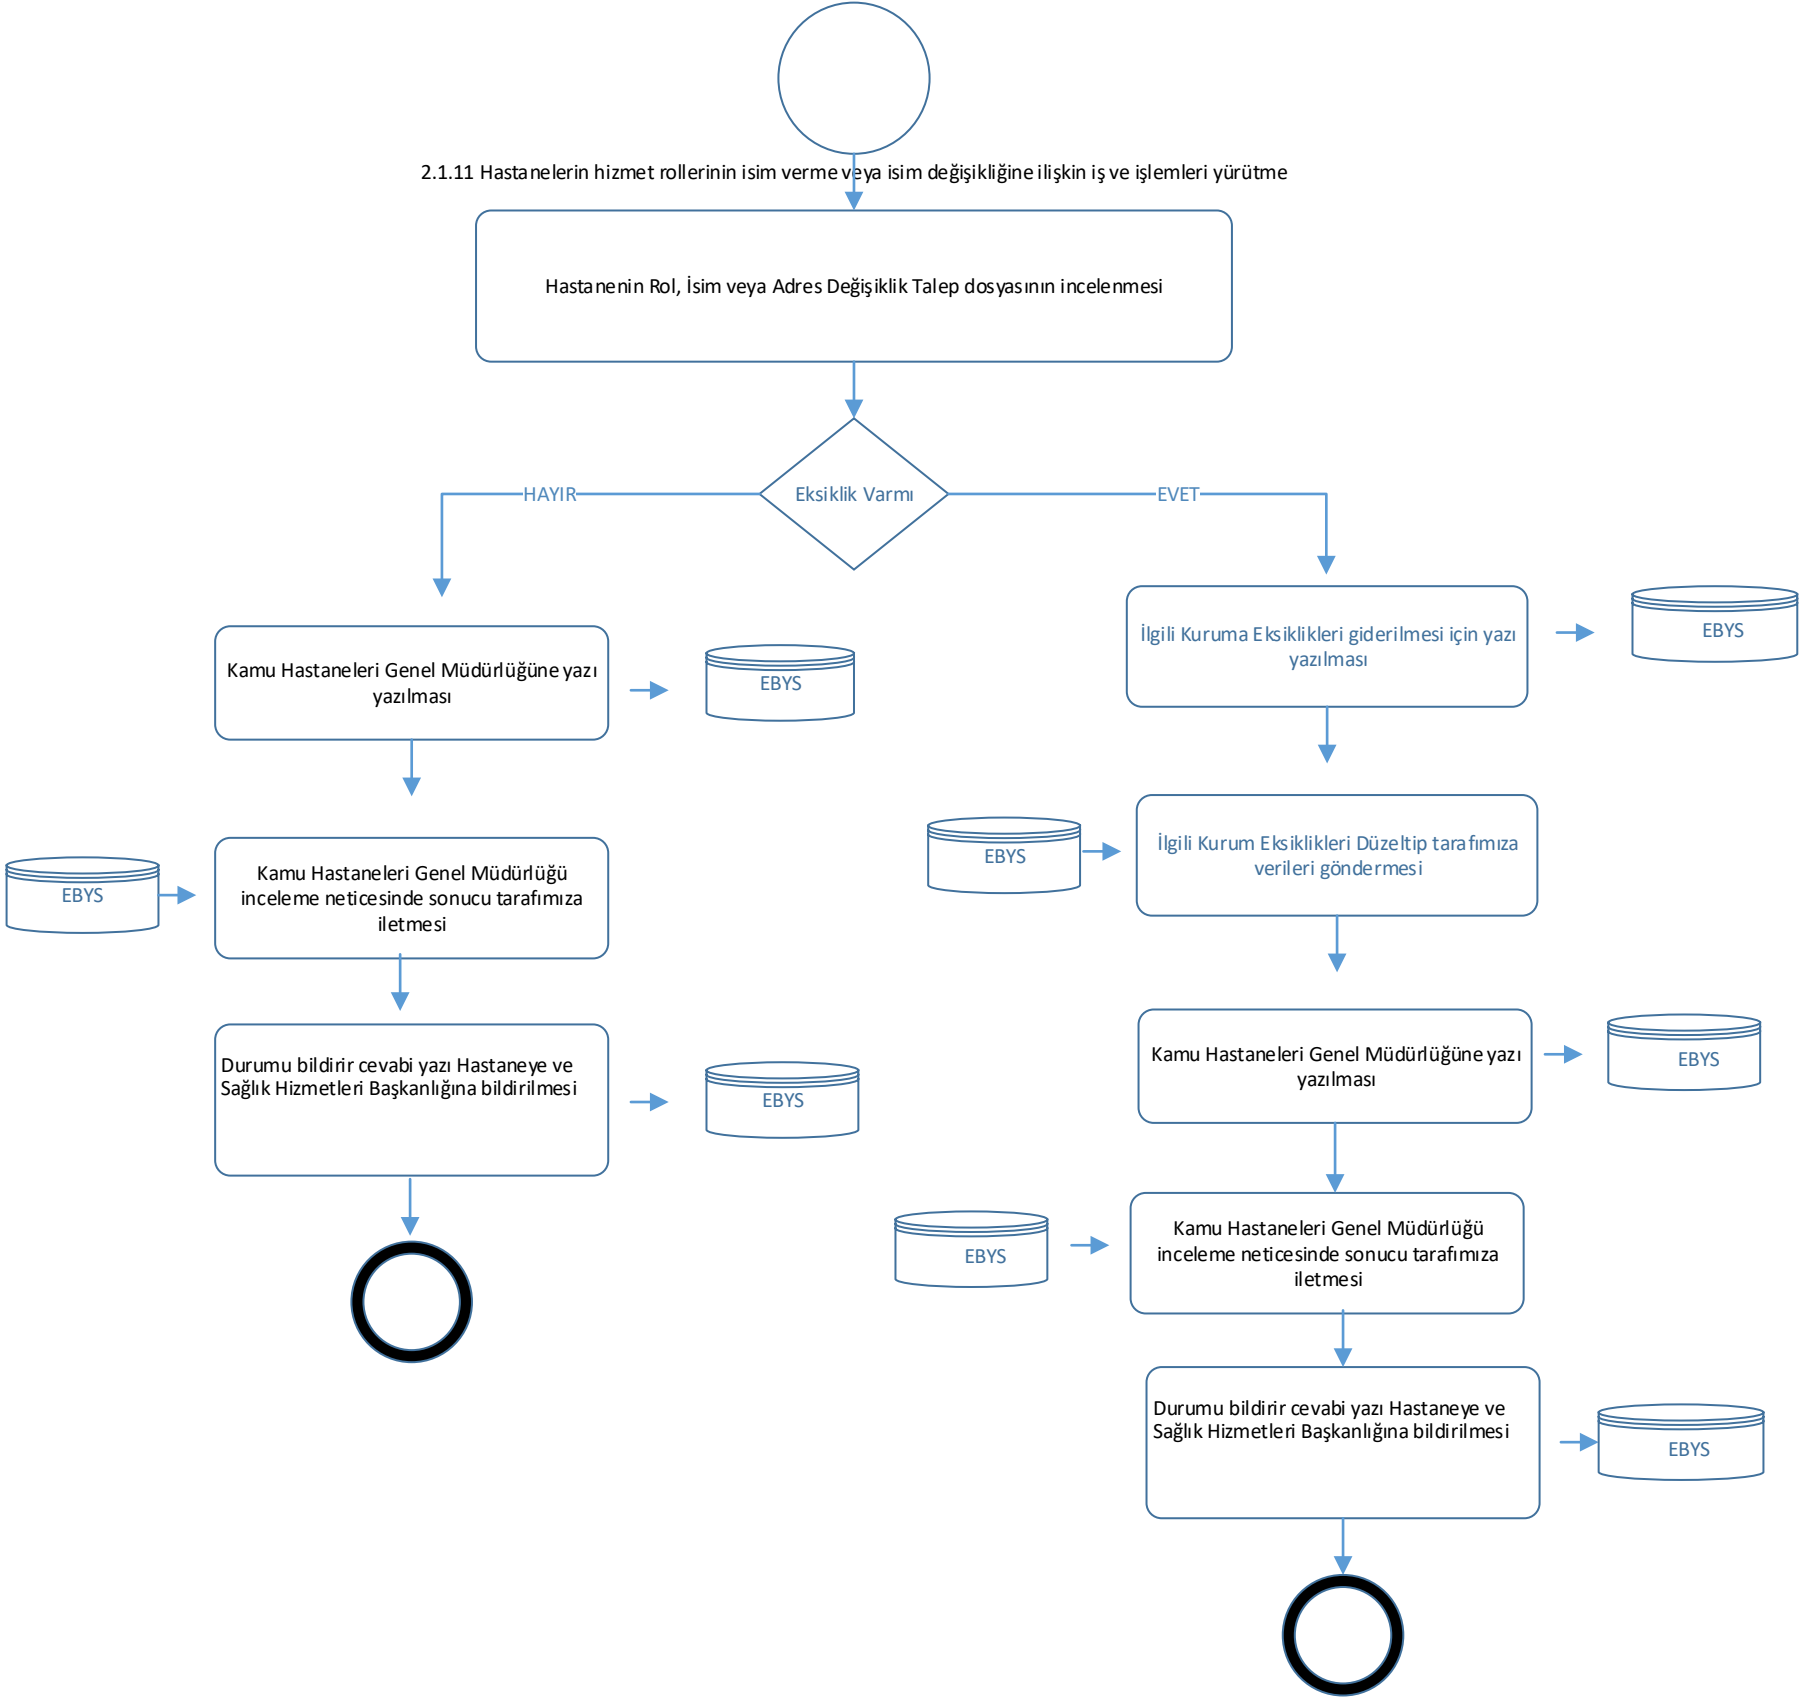 2.1.11 Hastanelerin hizmet rollerinin isim verme veya isim değişikliğine ilişkin iş ve işlemleri yürütme
Hastanenin Rol, İsim veya Adres Değişiklik Talep dosyasının incelenmesi
Eksiklik Varmı
HAYIR
EVET
Kamu Hastaneleri Genel Müdürlüğüne yazı
yazılması
EBYS
EBYS
Kamu Hastaneleri Genel Müdürlüğü
inceleme neticesinde sonucu tarafımıza
iletmesi
Durumu bildirir cevabi yazı Hastaneye ve
Sağlık Hizmetleri Başkanlığına bildirilmesi
EBYS
İlgili Kuruma Eksiklikleri giderilmesi için yazı
yazılması
EBYS
EBYS
İlgili Kurum Eksiklikleri Düzeltip tarafımıza
verileri göndermesi
Kamu Hastaneleri Genel Müdürlüğüne yazı
yazılması
EBYS
EBYS
Kamu Hastaneleri Genel Müdürlüğü
inceleme neticesinde sonucu tarafımıza
iletmesi
Durumu bildirir cevabi yazı Hastaneye ve
Sağlık Hizmetleri Başkanlığına bildirilmesi
EBYS